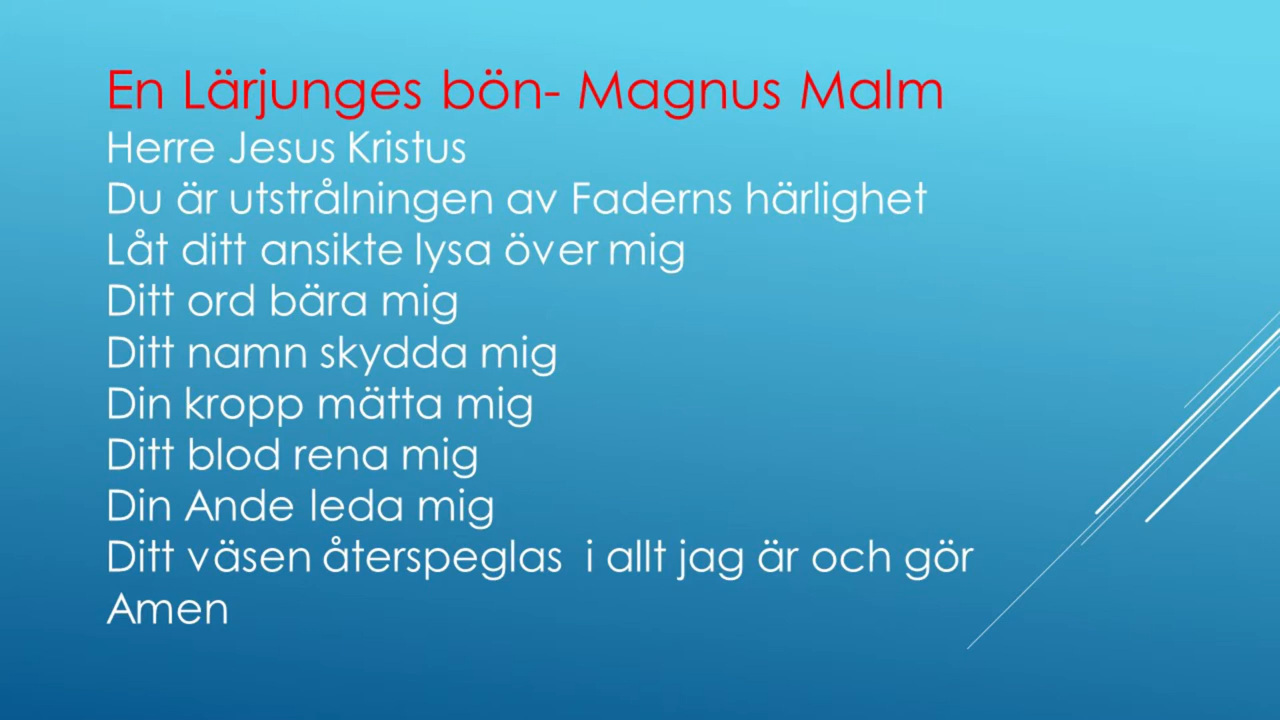 En Lärjunges bön- Magnus Malm
Herre Jesus Kristus
Du är utstrålningen av Faderns härlighet
Låt ditt ansikte lysa över mig
Ditt ord bära mig
Ditt namn skydda mig
Din kropp mätta mig
Ditt blod rena mig
Din Ande leda mig
Ditt väsen återspeglas  i allt jag är och gör
Amen